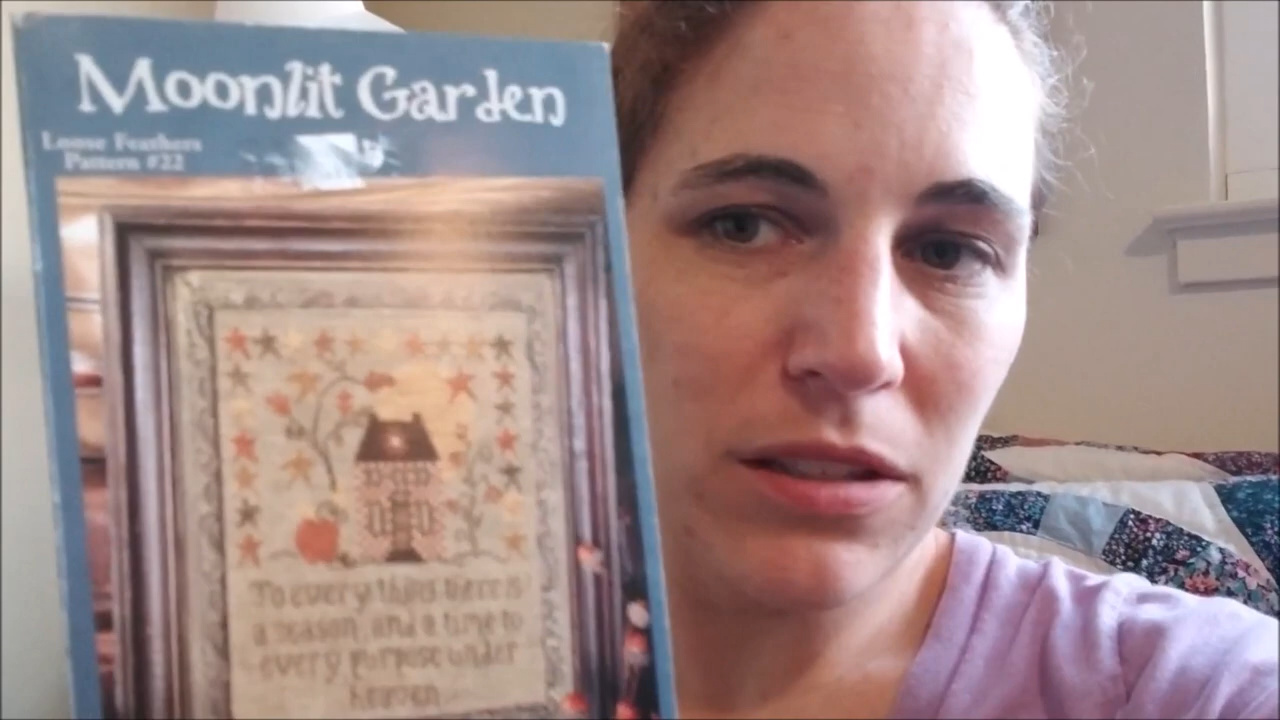 Moonlit Garden
Loose Feathers
Pattern #22
To every thing there is
a season, and a time to
every purpose under
heaven